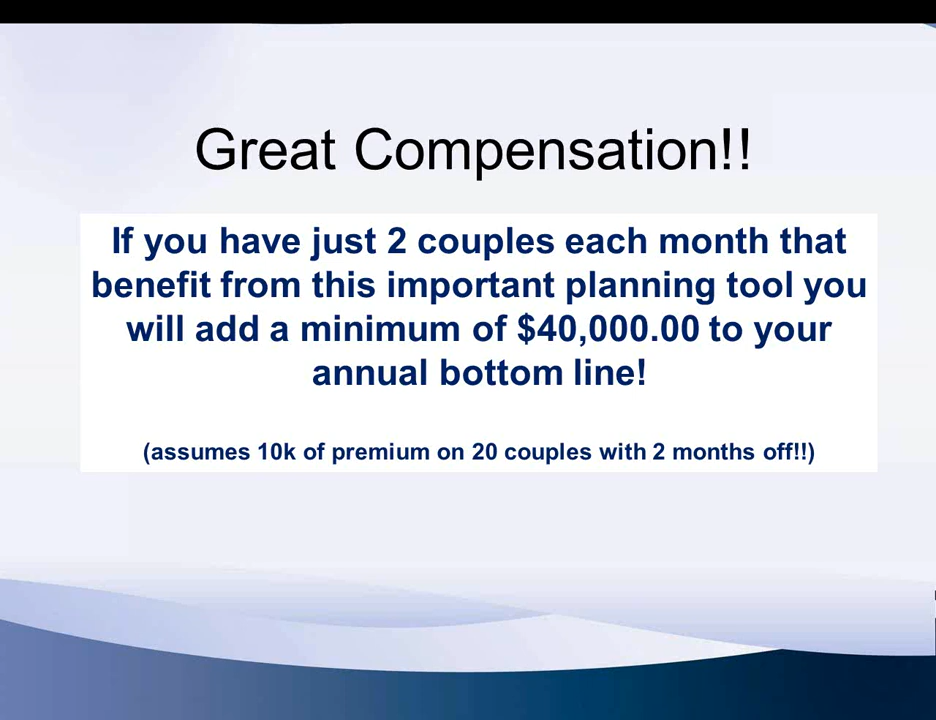 Great Compensation!!
If you have just 2 couples each month that
benefit from this important planning tool you
will add a minimum of $40,000.00 to your
annual bottom line!
(assumes 10k of premium on 20 couples with 2 months off!!)